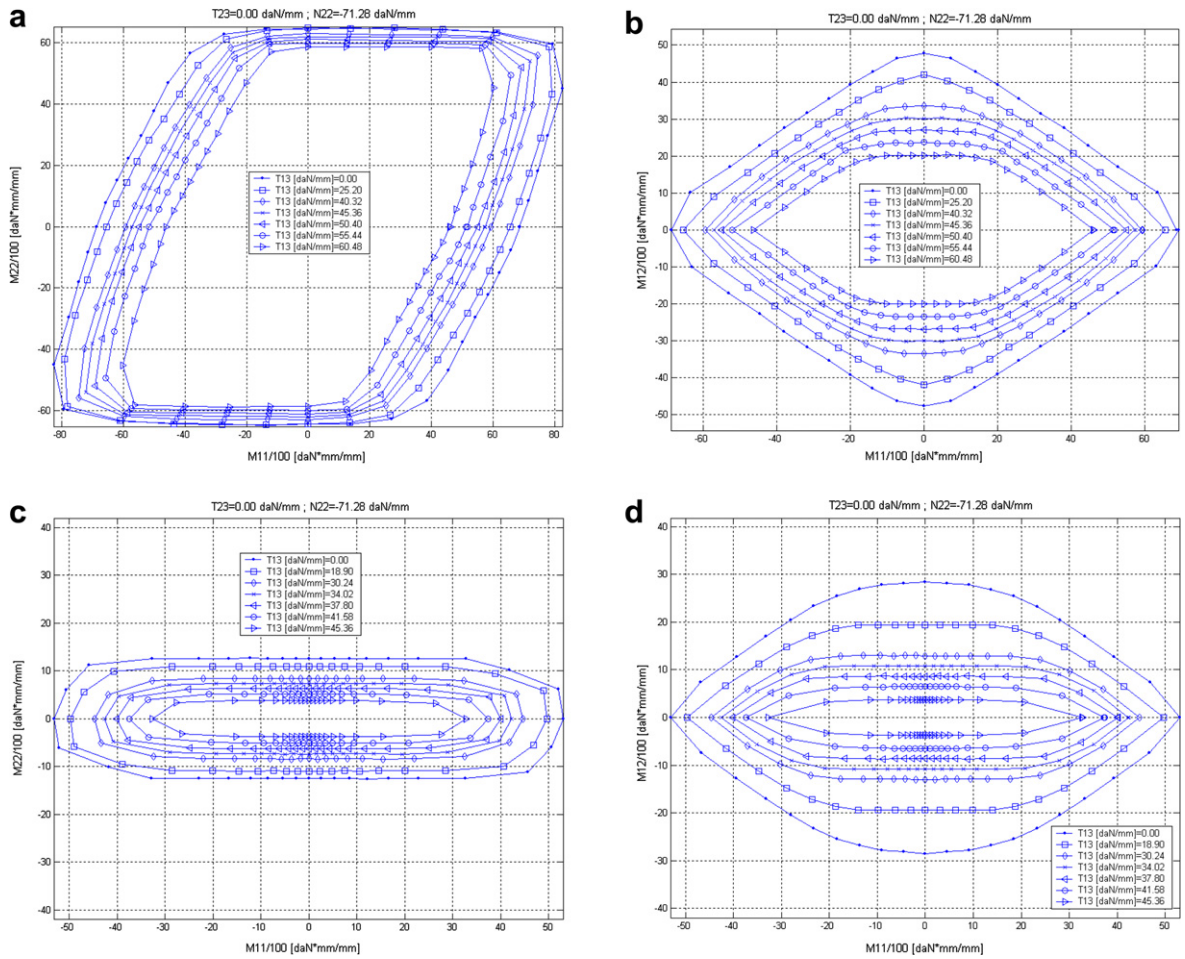 a
T23=0.00 daN/mm ; N22=-71.28 daN/mm
M22/100 [daN*mm/mm]
60
40
20
0
-20
-40
-60
T13 [daN/mm]=0.00
T13 [daN/mm]=25.20
T13 [daN/mm]=40.32
T13 [daN/mm]=45.36
T13 [daN/mm]=50.40
T13 [daN/mm]=55.44
T13 [daN/mm]=60.48
-80 -60 -40 -20 0 20 40 60 80
M11/100 [daN*mm/mm]
b
T23=0.00 daN/mm ; N22=-71.28 daN/mm
M12/100 [daN*mm/mm]
50
40
30
20
10
0
-10
-20
-30
-40
-50
T13 [daN/mm]=0.00
T13 [daN/mm]=25.20
T13 [daN/mm]=40.32
T13 [daN/mm]=45.36
T13 [daN/mm]=50.40
T13 [daN/mm]=55.44
T13 [daN/mm]=60.48
-60 -40 -20 0 20 40 60
M11/100 [daN*mm/mm]
c
T23=0.00 daN/mm ; N22=-71.28 daN/mm
M22/100 [daN*mm/mm]
40
30
20
10
0
-10
-20
-30
-40
T13 [daN/mm]=0.00
T13 [daN/mm]=18.90
T13 [daN/mm]=30.24
T13 [daN/mm]=34.02
T13 [daN/mm]=37.80
T13 [daN/mm]=41.58
T13 [daN/mm]=45.36
-50 -40 -30 -20 -10 0 10 20 30 40 50
M11/100 [daN*mm/mm]
d
T23=0.00 daN/mm ; N22=-71.28 daN/mm
M12/100 [daN*mm/mm]
40
30
20
10
0
-10
-20
-30
-40
T13 [daN/mm]=0.00
T13 [daN/mm]=18.90
T13 [daN/mm]=30.24
T13 [daN/mm]=34.02
T13 [daN/mm]=37.80
T13 [daN/mm]=41.58
T13 [daN/mm]=45.36
-50 -40 -30 -20 -10 0 10 20 30 40 50
M11/100 [daN*mm/mm]